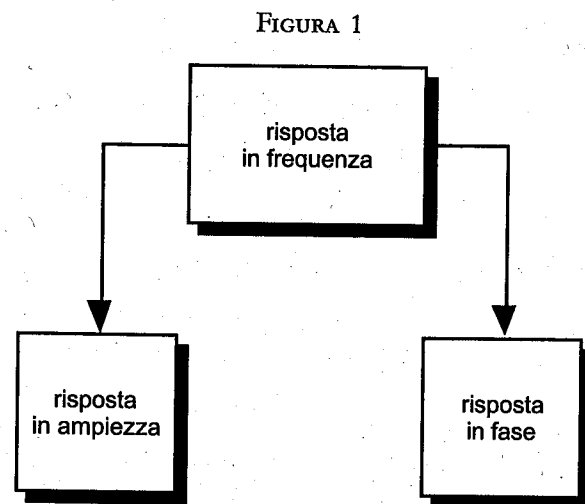 FIGURA 1
risposta
in frequenza
risposta
in ampiezza
risposta
in fase